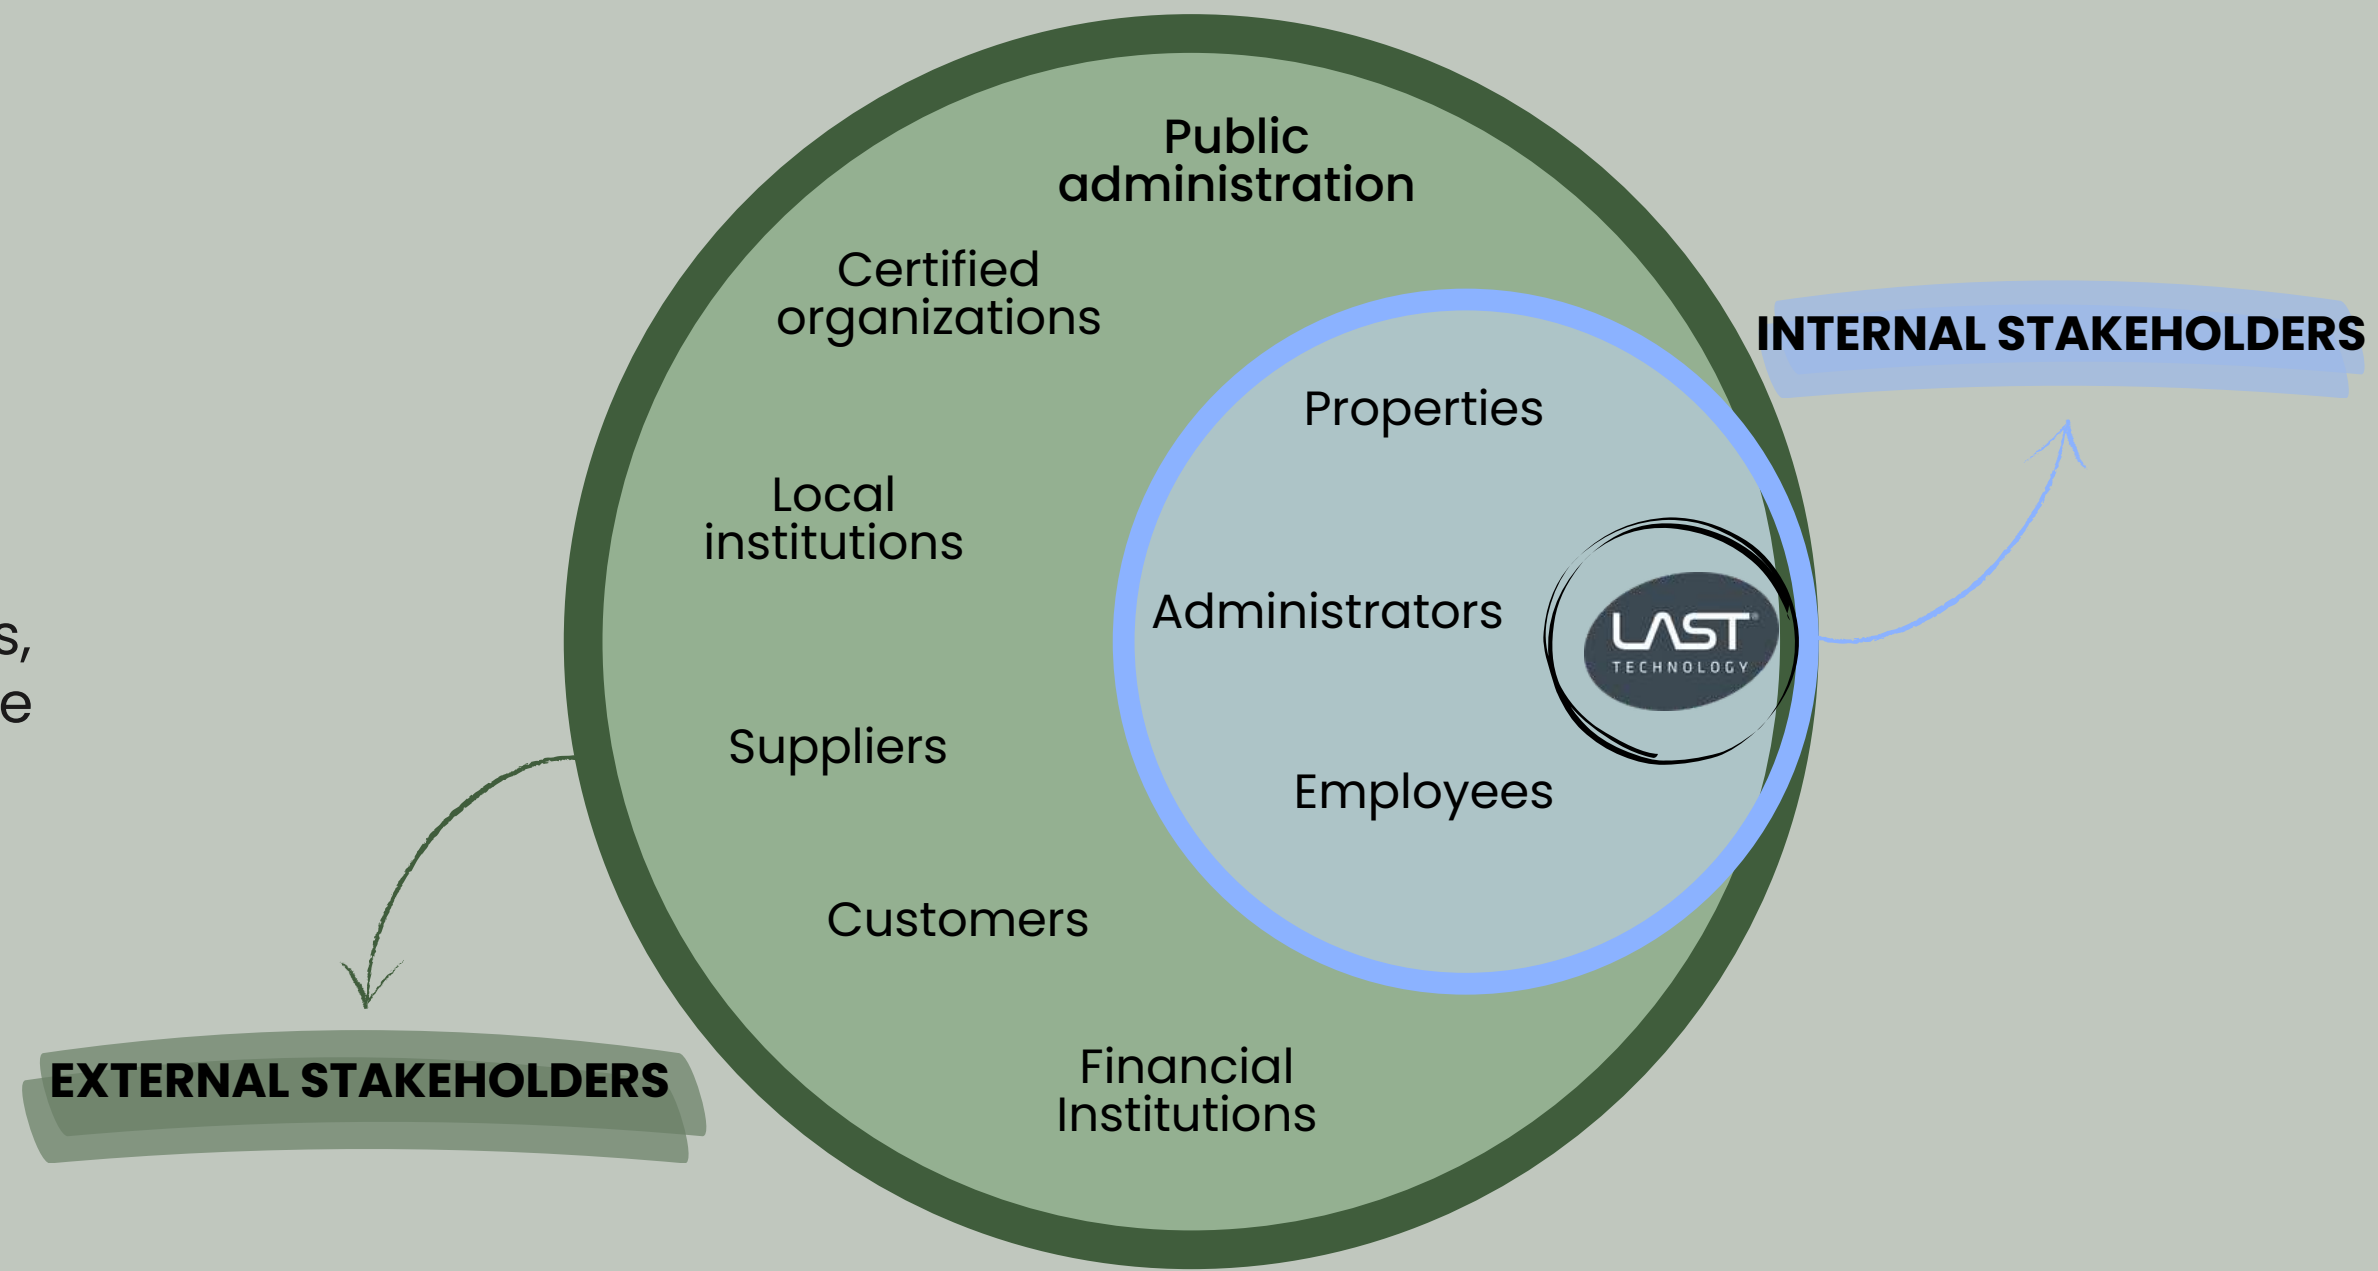 Public
administration
Certified
organizations
INTERNAL STAKEHOLDERS
Properties
Local
institutions
Administrators
LAST
TECHNOLOGY
s,
e
Suppliers
Employees
Customers
Financial
Institutions
EXTERNAL STAKEHOLDERS